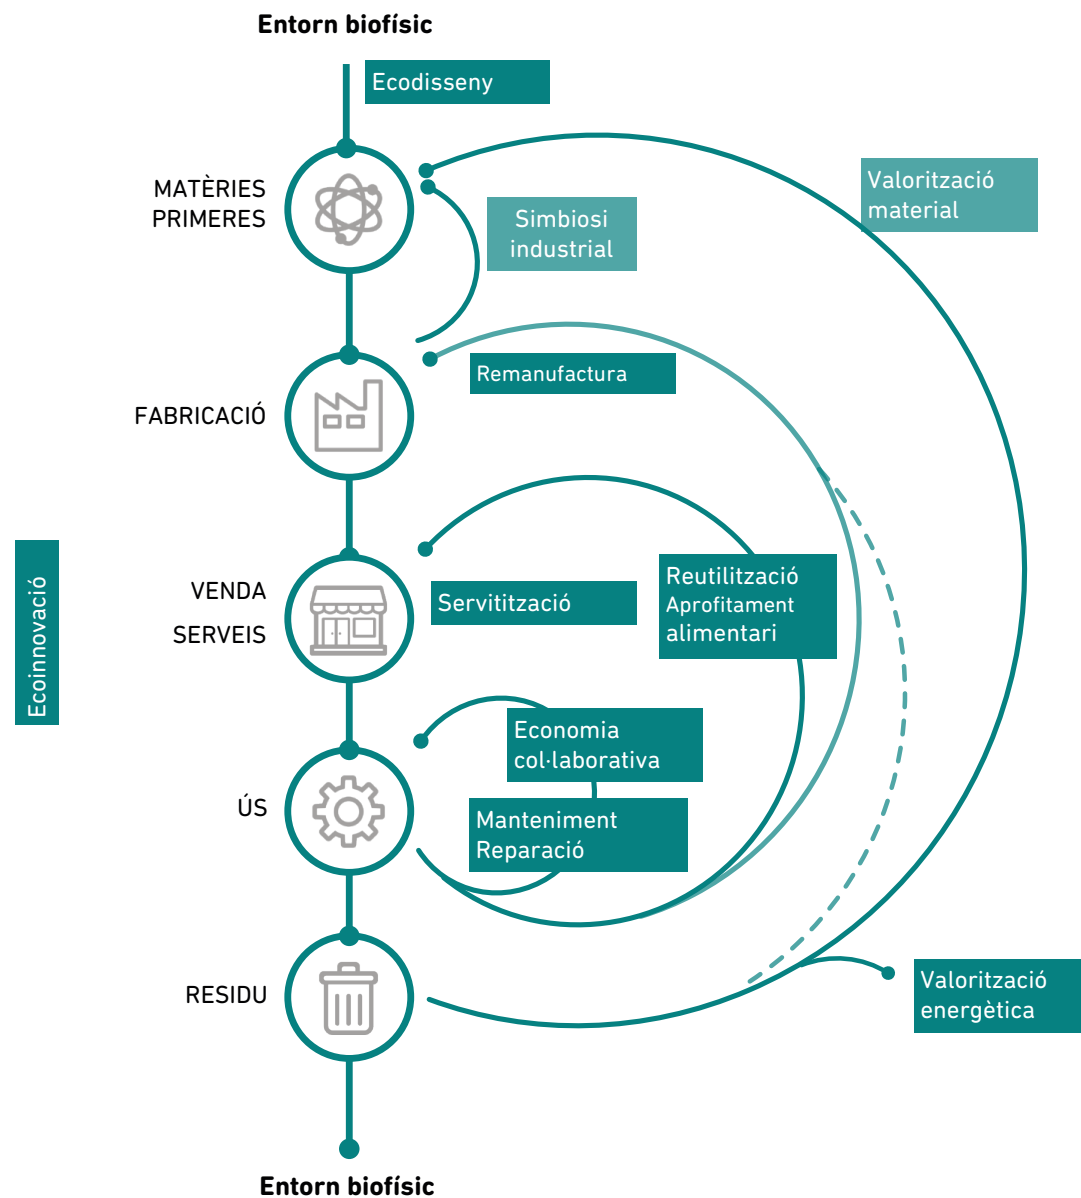 Entorn biofísic
Ecodisseny
MATÈRIES
PRIMERES
Valorització
material
Simbiosi
industrial
Remanufactura
FABRICACIÓ
VENDA
SERVEIS
Servitització
Reutilització
Aprofitament
alimentari
Ecoinnovació
Economia
col·laborativa
ÚS
Manteniment
Reparació
RESIDU
Valorització
energètica
Entorn biofísic